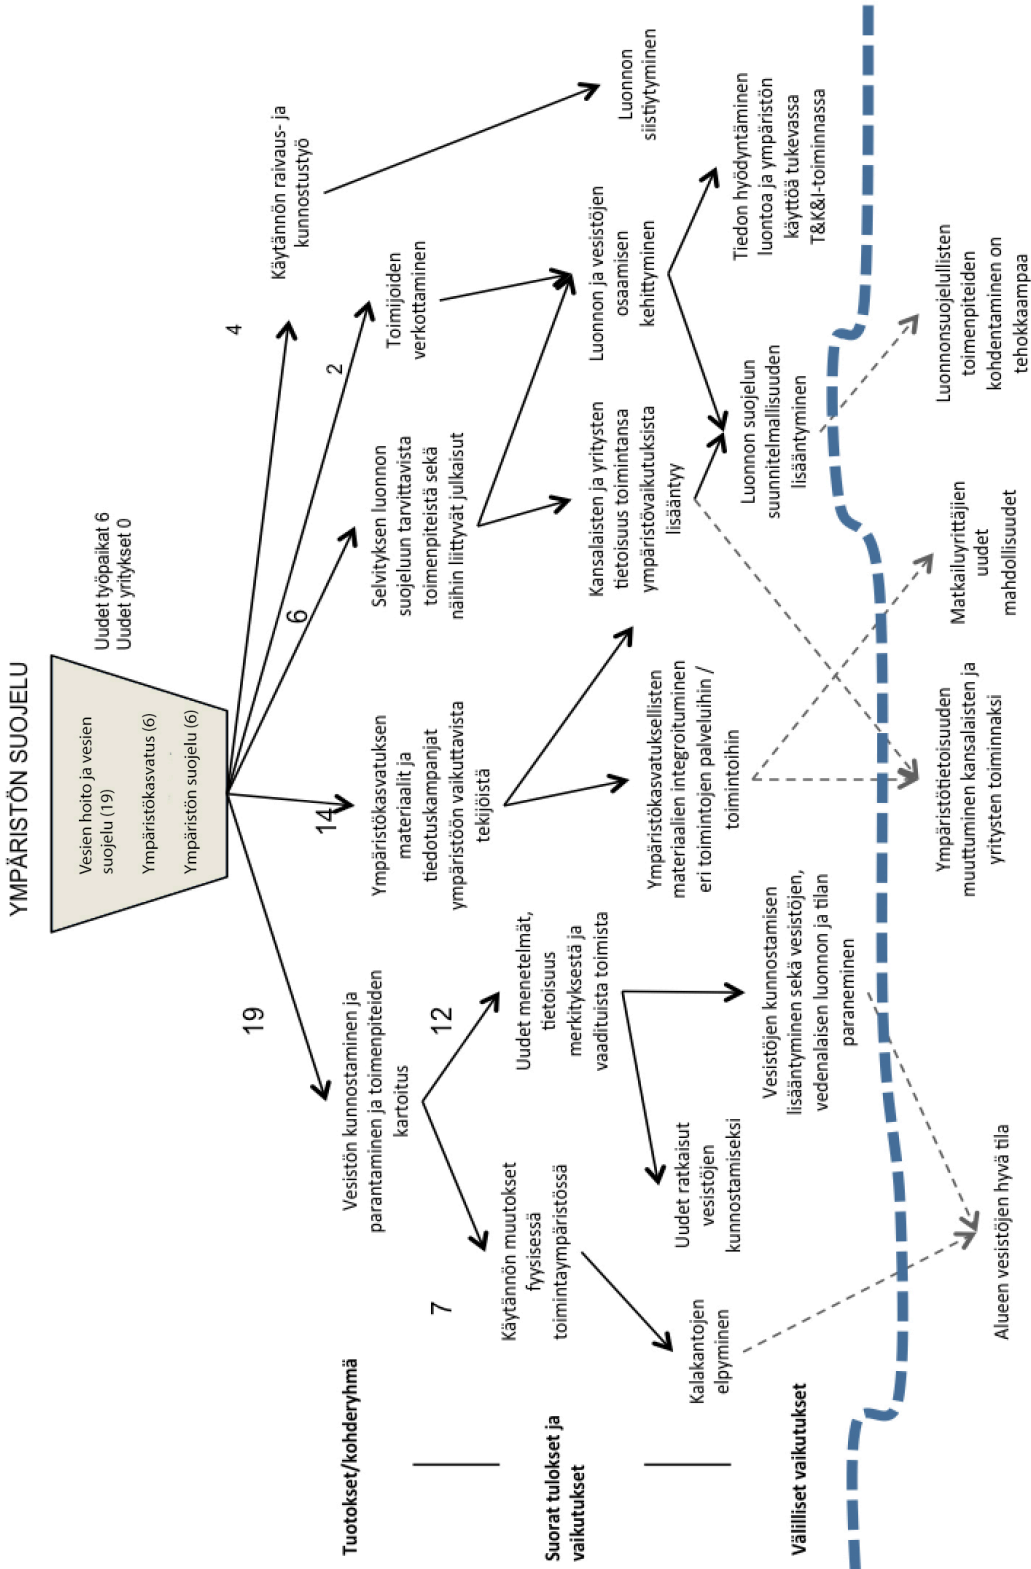 YMPÄRISTÖN SUOJELU
Vesien hoito ja vesien
suojelu (19)
Ympäristökasvatus (6)
Ympäristön suojelu (6)
Uudet työpaikat 6
Uudet yritykset 0
19
14
6
2
4
Tuotokset/kohderyhmä
Vesistön kunnostaminen ja
parantaminen ja toimenpiteiden
kartoitus
Ympäristökasvatuksen
materiaalit ja
tiedotuskampanjat
ympäristöön vaikuttavista
tekijöistä
Selvityksen luonnon
suojeluun tarvittavista
toimenpiteistä sekä
näihin liittyvät julkaisut
Toimijoiden
verkottaminen
Käytännön raivaus- ja
kunnostustyö
7
12
Suorat tulokset ja
vaikutukset
Käytännön muutokset
fyysisessä
toimintaympäristössä
Uudet menetelmät,
tietoisuus
merkityksestä ja
vaadituista toimista
Kalakantojen
elpyminen
Uudet ratkaisut
vesistöjen
kunnostamiseksi
Ympäristökasvatuksellisten
materiaalien integroituminen
eri toimintojen palveluihin /
toimintoihin
Kansalaisten ja yritysten
tietoisuus toimintansa
ympäristövaikutuksista
lisääntyy
Luonnon ja vesistöjen
osaamisen
kehittyminen
Luonnon
siistiytyminen
Välilliset vaikutukset
Vesistöjen kunnostamisen
lisääntyminen sekä vesistöjen,
vedenalaisen luonnon ja tilan
paraneminen
Luonnon suojelun
suunnitelmallisuuden
lisääntyminen
Tiedon hyödyntäminen
luontoa ja ympäristön
käyttöä tukevassa
T&K&I-toiminnassa
Alueen vesistöjen hyvä tila
Ympäristötietoisuuden
muuttuminen kansalaisten ja
yritysten toiminnaksi
Matkailuyrittäjien
uudet
mahdollisuudet
Luonnonsuojelullisten
toimenpiteiden
kohdentaminen on
tehokkaampaa